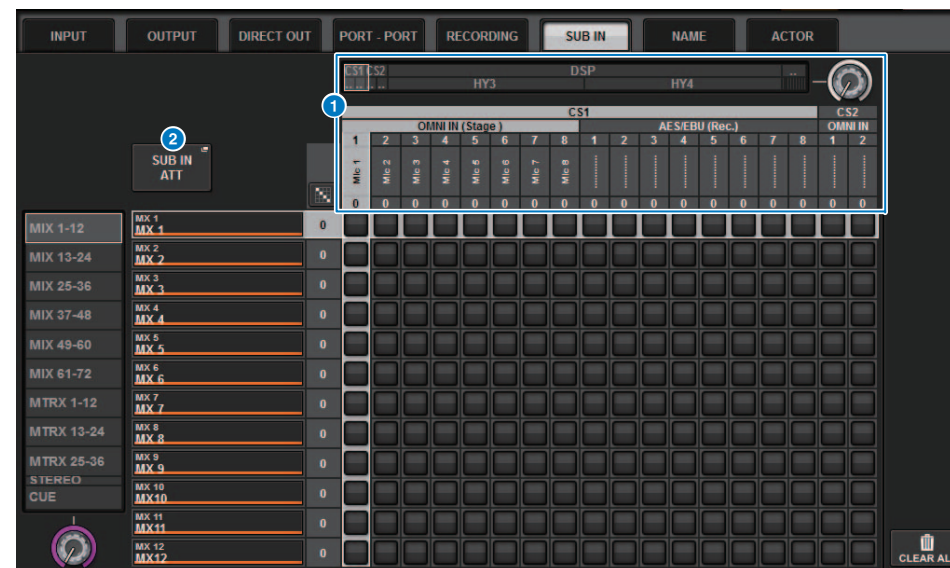 INPUT OUTPUT DIRECT OUT PORT - PORT RECORDING SUB IN NAME ACTOR
CS1 CS2 DSP ..
.. .. .. .. HY3 HY4
1
CS1 CS2
OMNI IN (Stage ) AES/EBU (Rec.) OMNI IN
1 2 3 4 5 6 7 8 1 2 3 4 5 6 7 8 1 2
Mic 1 Mic 2 Mic 3 Mic 4 Mic 5 Mic 6 Mic 7 Mic 8
0 0 0 0 0 0 0 0 0 0 0 0 0 0 0 0 0 0
2
SUB IN
ATT
MIX 1-12
MIX 13-24
MIX 25-36
MIX 37-48
MIX 49-60
MIX 61-72
MTRX 1-12
MTRX 13-24
MTRX 25-36
STEREO
CUE
MX 1
MX 1 0
MX 2
MX 2 0
MX 3
MX 3 0
MX 4
MX 4 0
MX 5
MX 5 0
MX 6
MX 6 0
MX 7
MX 7 0
MX 8
MX 8 0
MX 9
MX 9 0
MX 10
MX10 0
MX 11
MX11 0
MX 12
MX12 0
CLEAR AL